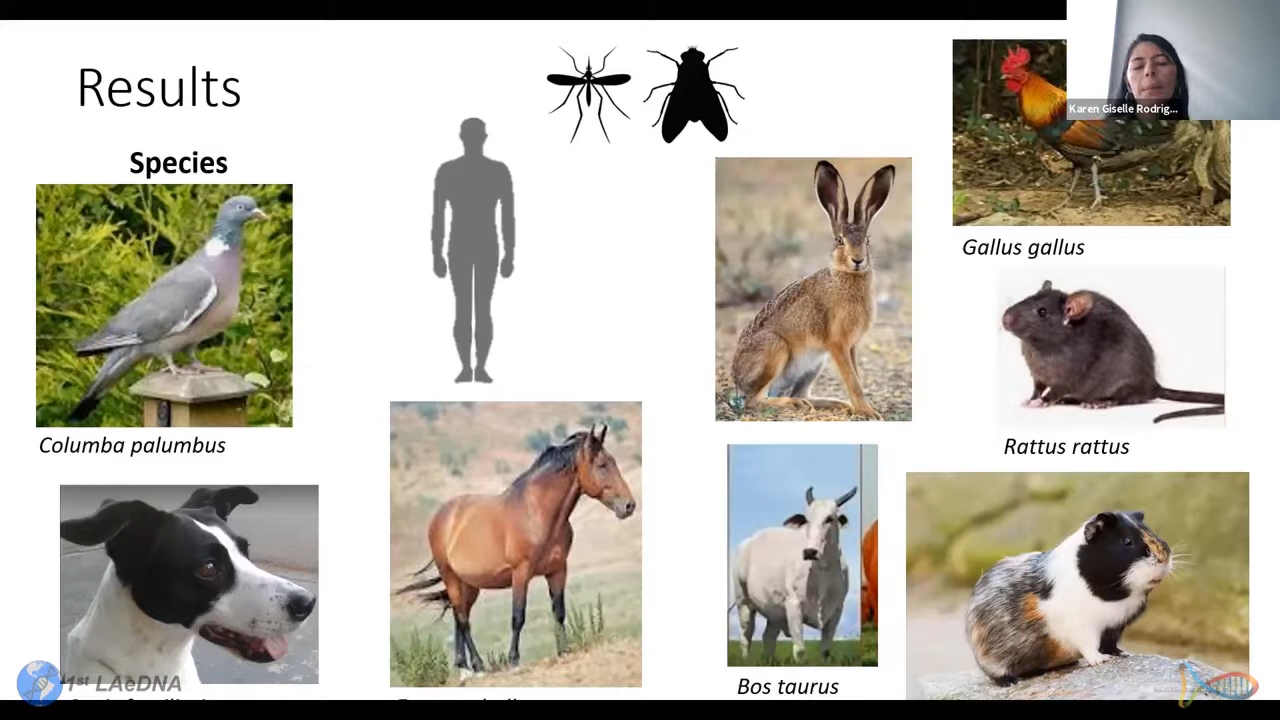 Results
Species
Karen Giselle Rodrig...
Gallus gallus
Columba palumbus
Rattus rattus
Bos taurus
1st LAeDNA